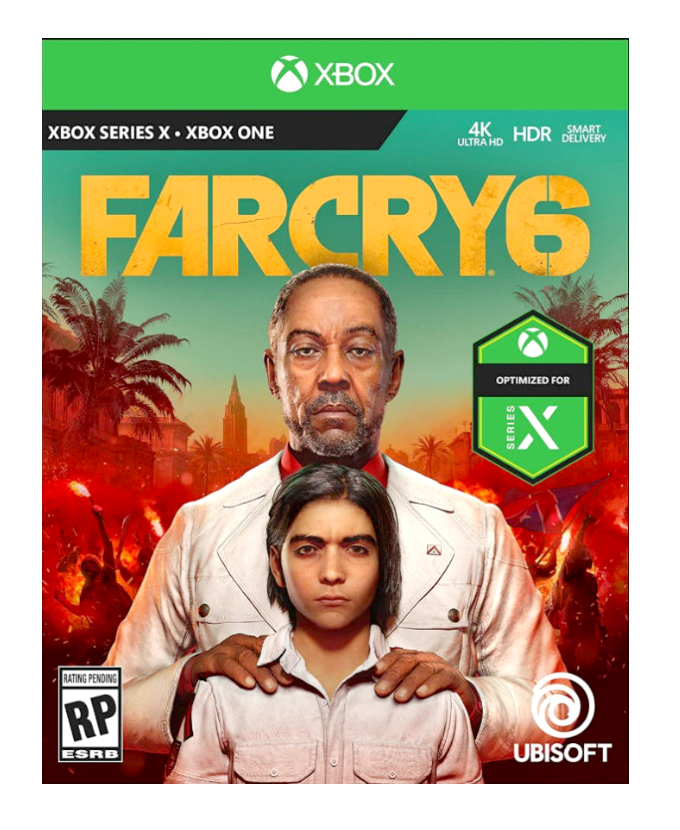 XBOX
XBOX SERIES X • XBOX ONE
4K
ULTRA HD
HDR
SMART
DELIVERY
FARCRY6
OPTIMIZED FOR
SERIES
X
RATING PENDING
RP
ESRB
UBISOFT